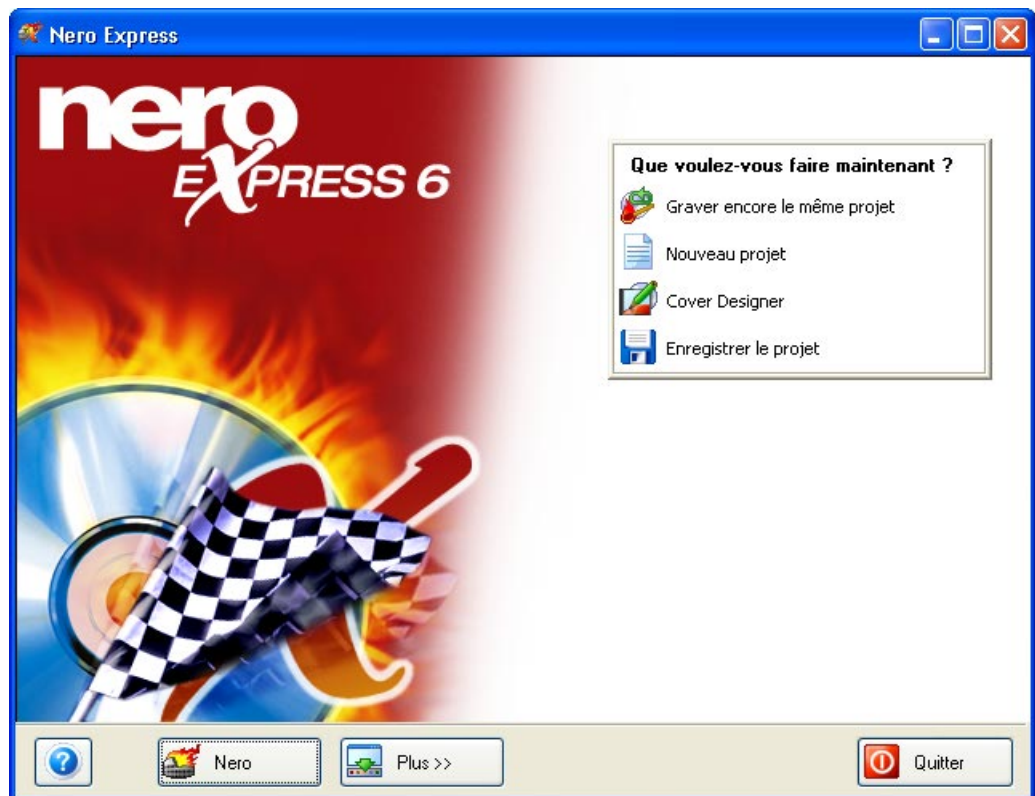 Nero Express
nero
EXPRESS 6
Que voulez-vous faire maintenant ?
Graver encore le même projet
Nouveau projet
Cover Designer
Enregistrer le projet
Nero
Plus >>
Quitter